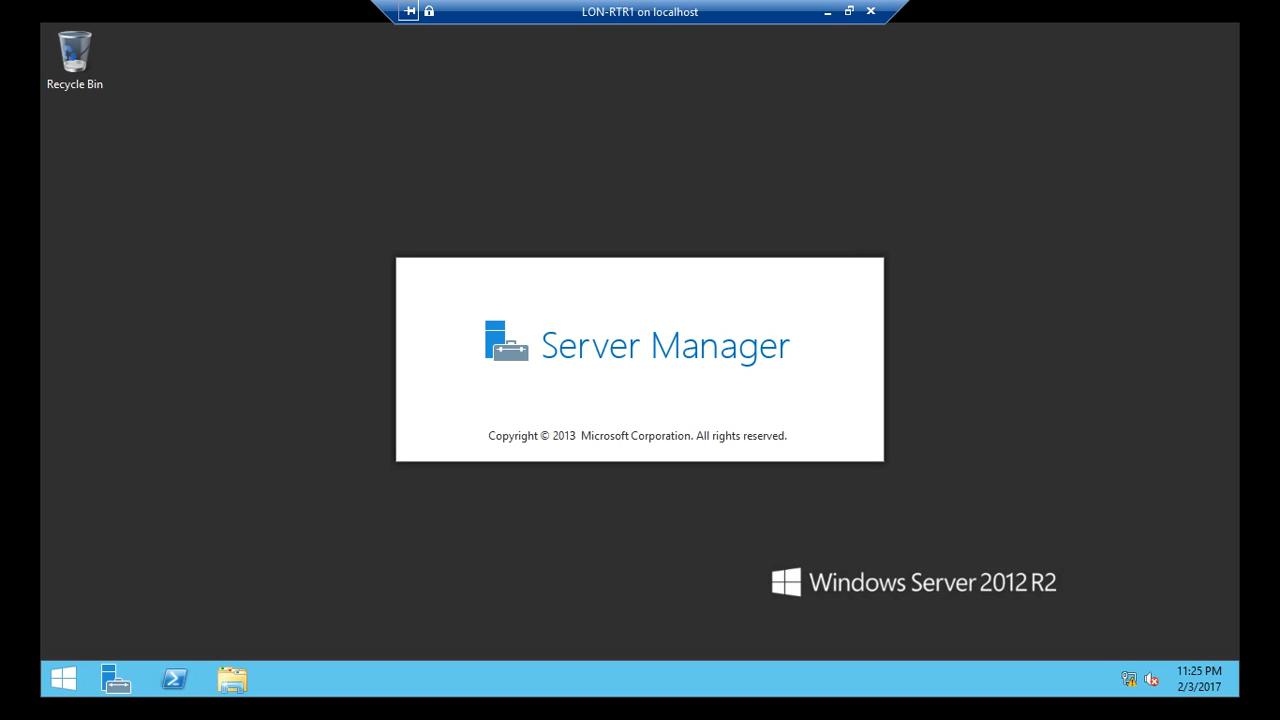 LON-RTR1 on localhost
Recycle Bin
Server Manager
Copyright © 2013 Microsoft Corporation. All rights reserved.
Windows Server 2012 R2
11:25 PM
2/3/2017